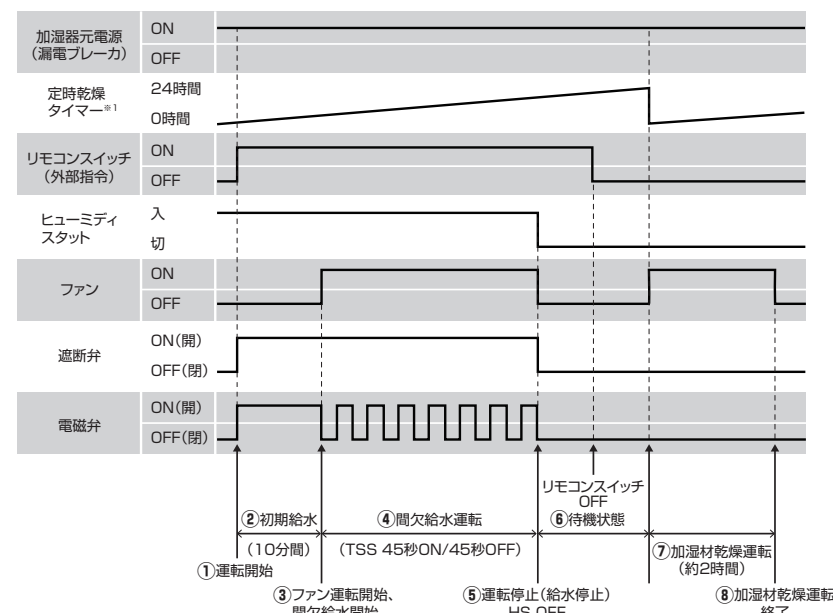 加湿器元電源
(漏電ブレーカ)
ON
OFF
定時乾燥
タイマー※1
24時間
0時間
リモコンスイッチ
(外部指令)
ON
OFF
ヒューミディ
スタット
入
切
ファン
ON
OFF
遮断弁
ON(開)
OFF(閉)
電磁弁
ON(開)
OFF(閉)
リモコンスイッチ
OFF
②初期給水
④間欠給水運転
⑥待機状態
(10分間)
(TSS 45秒ON/45秒OFF)
⑦加湿材乾燥運転
(約2時間)
①運転開始
③ファン運転開始、
間欠給水開始
⑤運転停止(給水停止)
HS OFF
⑧加湿材乾燥運転
終了